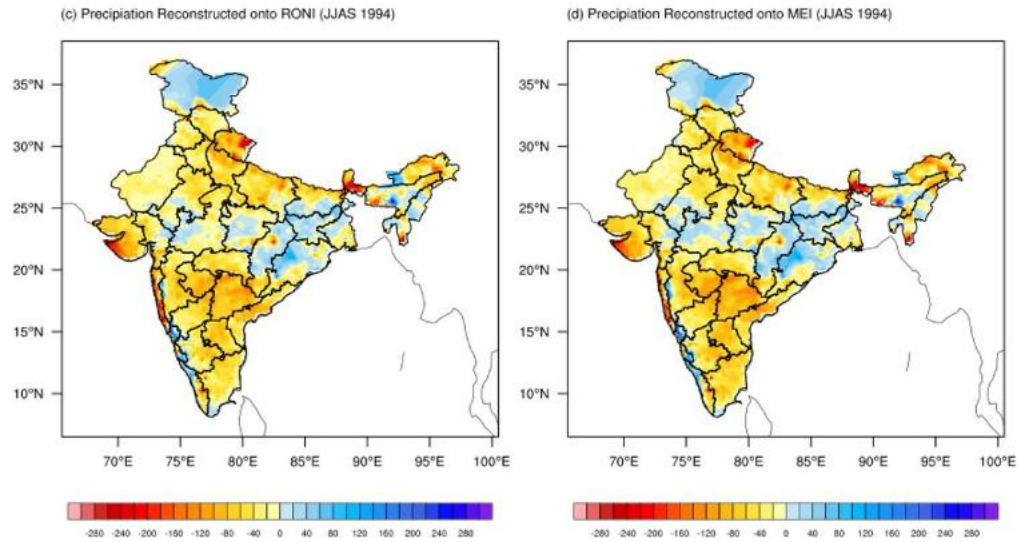 (c) Precipiation Reconstructed onto RONI (JJAS 1994)
35°N
30°N
25°N
20°N
15°N
10°N
70°E 75°E 80°E 85°E 90°E 95°E 100°E
-280 -240 -200 -160 -120 -80 -40 0 40 80 120 160 200 240 280
(d) Precipiation Reconstructed onto MEI (JJAS 1994)
35°N
30°N
25°N
20°N
15°N
10°N
70°E 75°E 80°E 85°E 90°E 95°E 100°E
-280 -240 -200 -160 -120 -80 -40 0 40 80 120 160 200 240 280